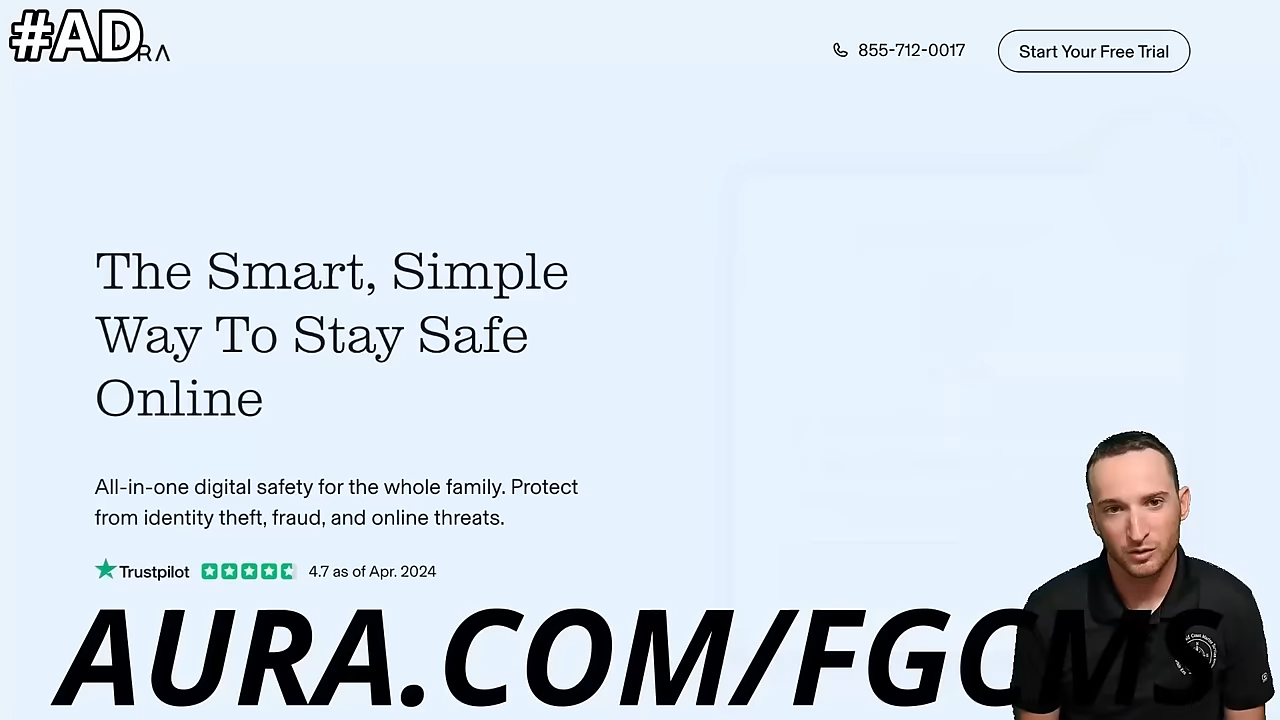 #AD
RA
855-712-0017
Start Your Free Trial
The Smart, Simple
Way To Stay Safe
Online
All-in-one digital safety for the whole family. Protect
from identity theft, fraud, and online threats.
Trustpilot 4.7 as of Apr. 2024
AURA.COM/FGCMS